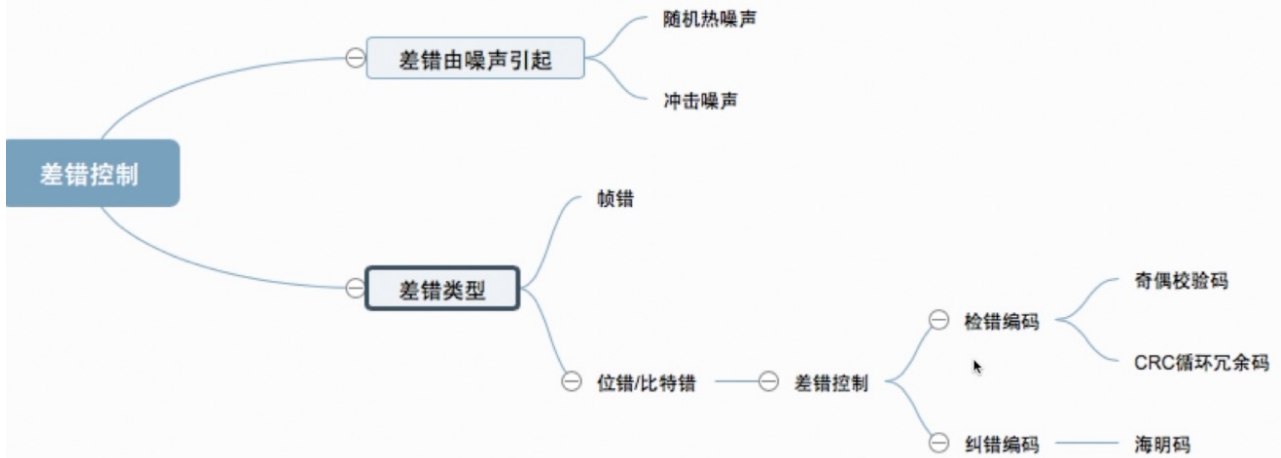 差错控制
差错由噪声引起
随机热噪声
冲击噪声
差错类型
帧错
位错/比特错
差错控制
检错编码
奇偶校验码
CRC循环冗余码
纠错编码
海明码